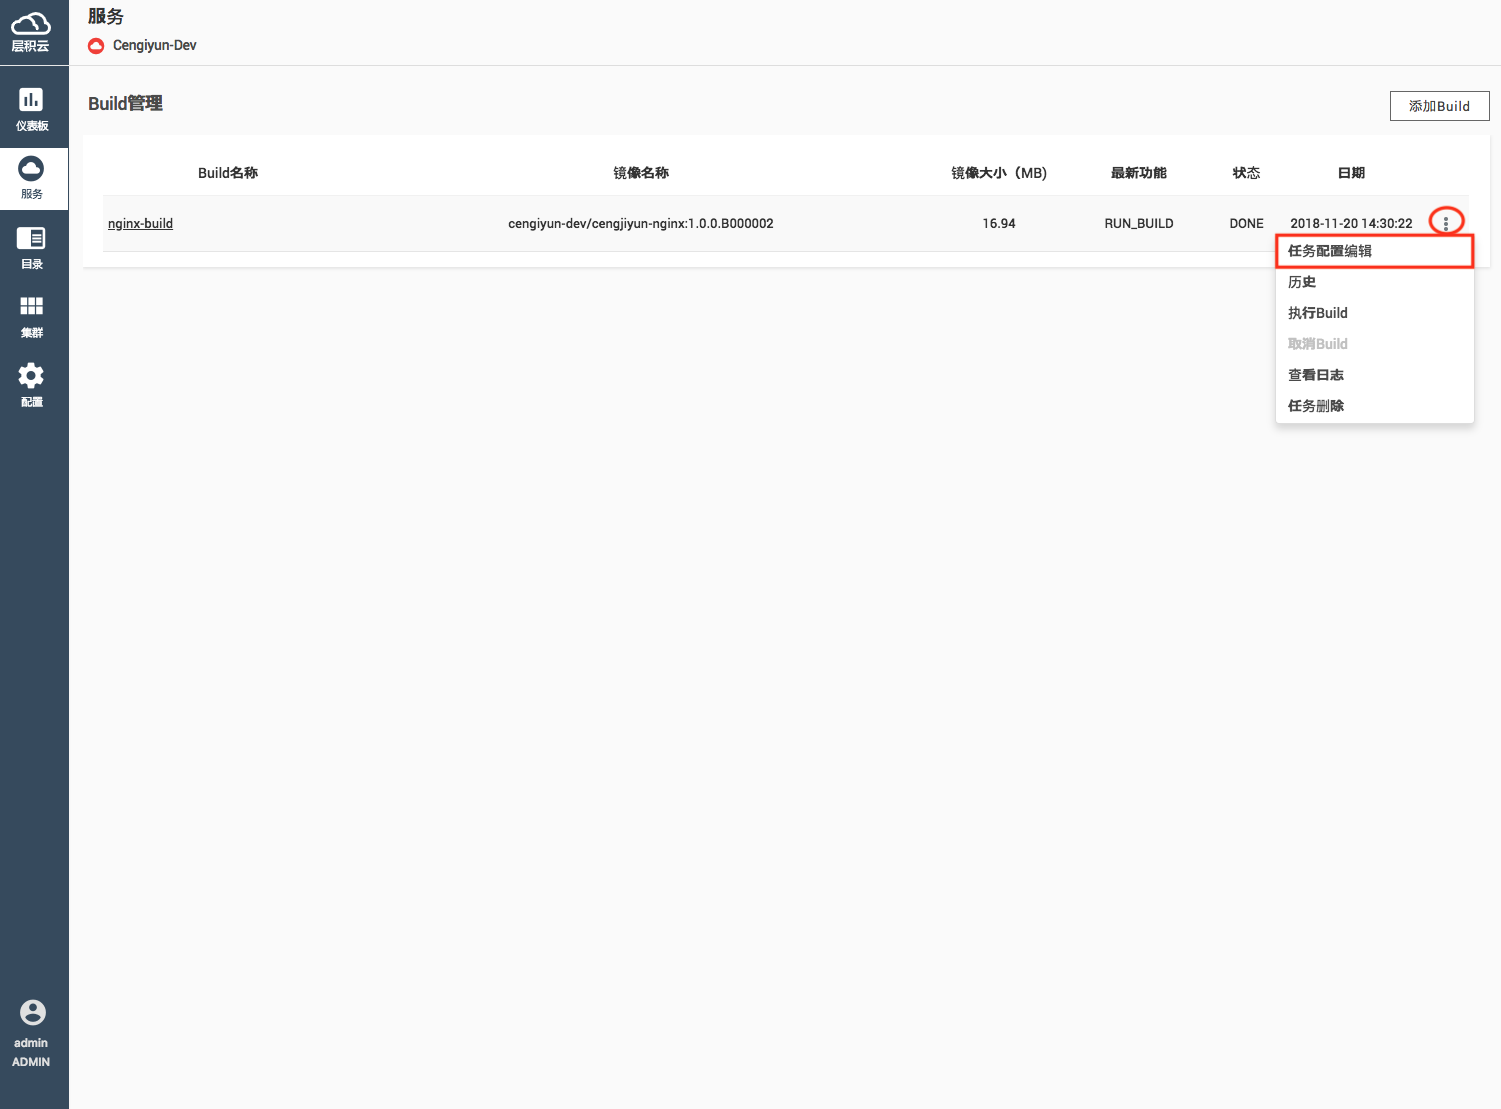 层积云
服务
Cengiyun-Dev
仪表板
服务
目录
集群
配置
admin
ADMIN
Build管理
添加Build
Build名称 镜像名称 镜像大小（MB) 最新功能 状态 日期
nginx-build cengiyun-dev/cengjiyun-nginx:1.0.0.B000002 16.94 RUN_BUILD DONE 2018-11-20 14:30:22
任务配置编辑
历史
执行Build
取消Build
查看日志
任务删除